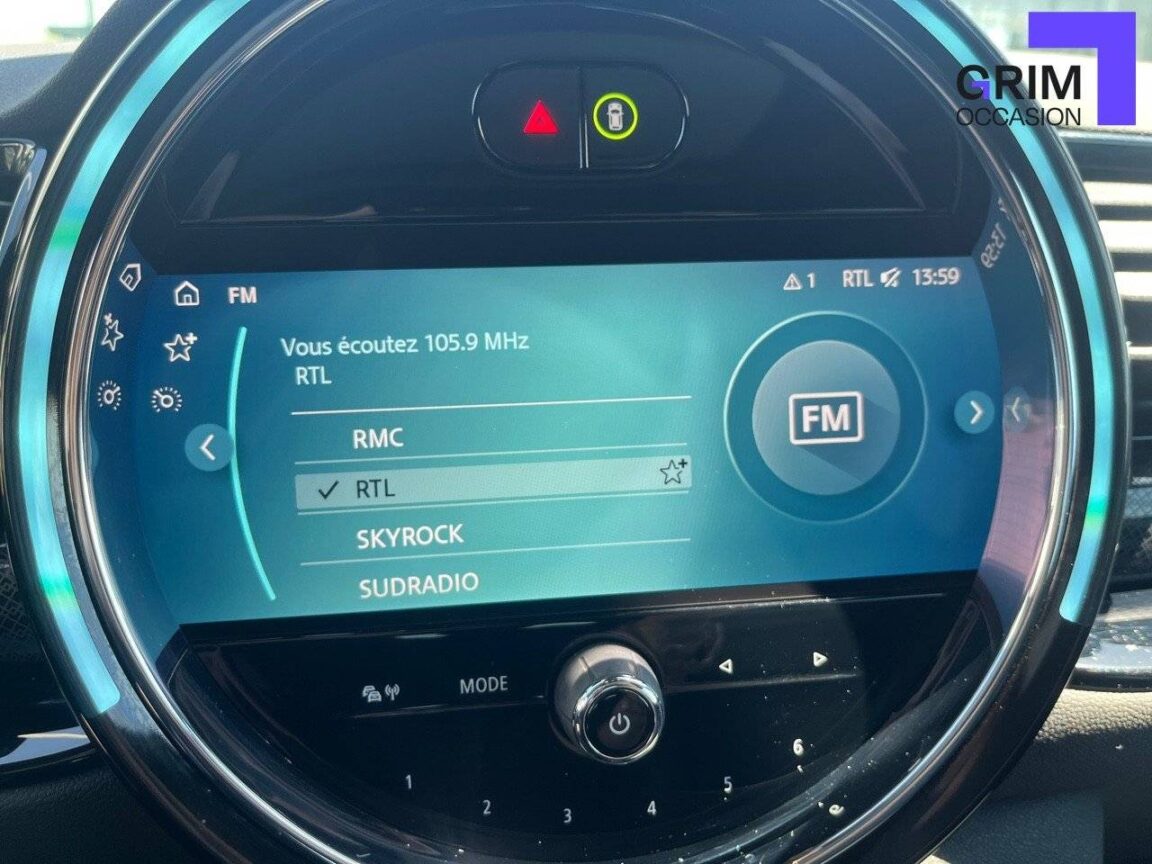 GRIM
OCCASION
FM
1 RTL 13:59
Vous écoutez 105.9 MHz
RTL
RMC
RTL
SKYROCK
SUDRADIO
FM
MODE
1 2 3 4 5 6